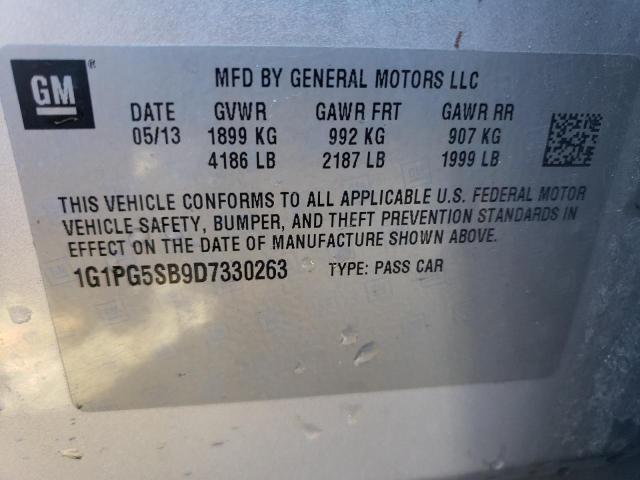 GM®
MFD BY GENERAL MOTORS LLC
DATE GVWR GAWR FRT GAWR RR
05/13 1899 KG 992 KG 907 KG
4186 LB 2187 LB 1999 LB
THIS VEHICLE CONFORMS TO ALL APPLICABLE U.S. FEDERAL MOTOR
VEHICLE SAFETY, BUMPER, AND THEFT PREVENTION STANDARDS IN
EFFECT ON THE DATE OF MANUFACTURE SHOWN ABOVE.
1G1PG5SB9D7330263 TYPE: PASS CAR